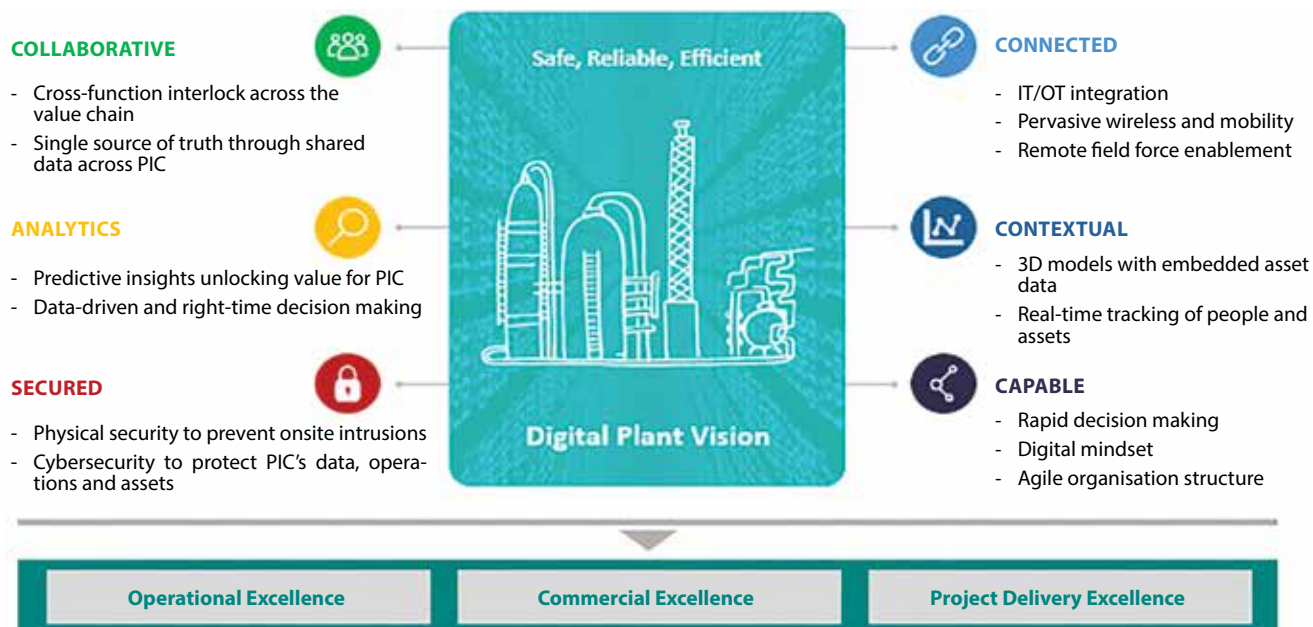 COLLABORATIVE
- Cross-function interlock across the
value chain
- Single source of truth through shared
data across PIC
ANALYTICS
- Predictive insights unlocking value for PIC
- Data-driven and right-time decision making
SECURED
- Physical security to prevent onsite intrusions
- Cybersecurity to protect PIC's data, opera-
tions and assets
Safe, Reliable, Efficient
Digital Plant Vision
CONNECTED
- IT/OT integration
- Pervasive wireless and mobility
- Remote field force enablement
CONTEXTUAL
- 3D models with embedded asset
data
- Real-time tracking of people and
assets
CAPABLE
- Rapid decision making
- Digital mindset
- Agile organisation structure
Operational Excellence
Commercial Excellence
Project Delivery Excellence